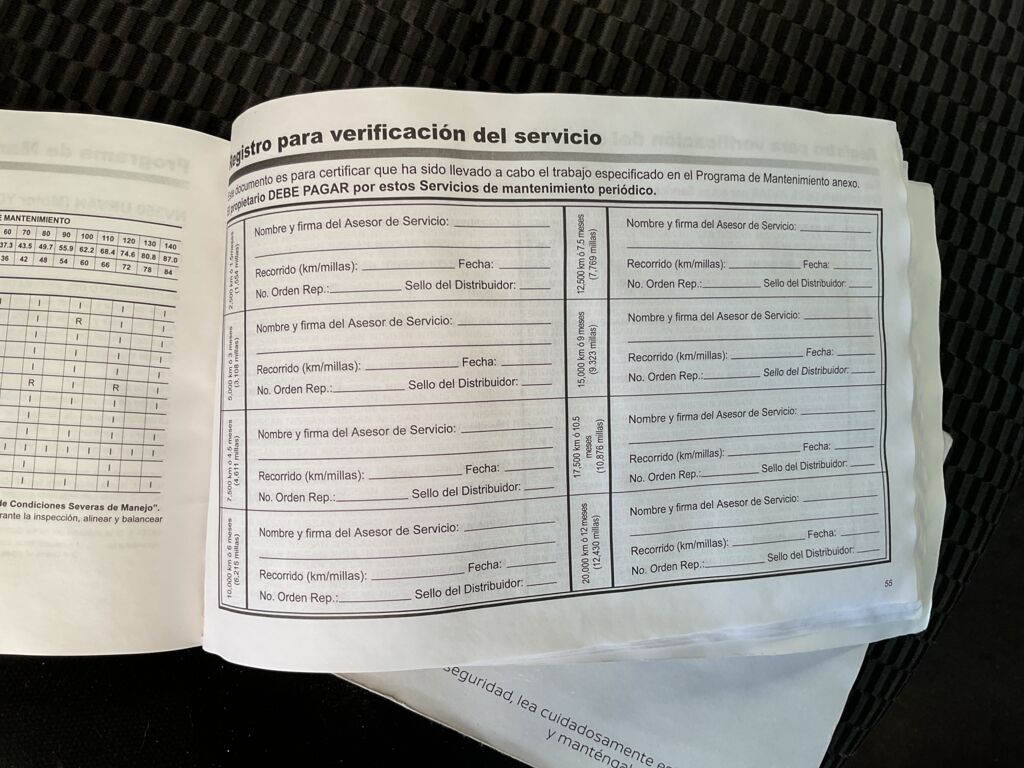 E MANTENIMIENTO
60 70 80 90 100 110 120 130 140
37.3 43.5 49.7 55.9 62.2 68.4 74.6 80.8 87.0
36 42 48 54 60 66 72 78 84
de Condiciones Severas de Manejo".
rante la inspección, alinear y balancear
Registro para verificación del servicio
Este documento es para certificar que ha sido llevado a cabo el trabajo especificado en el Programa de Mantenimiento anexo.
El propietario DEBE PAGAR por estos Servicios de mantenimiento periódico.
2,500 km ó 1.5 meses
(1,554 millas)
Nombre y firma del Asesor de Servicio:
Recorrido (km/millas): Fecha:
No. Orden Rep.: Sello del Distribuidor:
5,000 km ó 3 meses
(3,108 millas)
Nombre y firma del Asesor de Servicio:
Recorrido (km/millas): Fecha:
No. Orden Rep.: Sello del Distribuidor:
7,500 km ó 4.5 meses
(4,611 millas)
Nombre y firma del Asesor de Servicio:
Recorrido (km/millas): Fecha:
No. Orden Rep.: Sello del Distribuidor:
10,000 km ó 6 meses
(6,215 millas)
Nombre y firma del Asesor de Servicio:
Recorrido (km/millas): Fecha:
No. Orden Rep.: Sello del Distribuidor:
12,500 km ó 7.5 meses
(7,769 millas)
Nombre y firma del Asesor de Servicio:
Recorrido (km/millas): Fecha:
No. Orden Rep.: Sello del Distribuidor:
15,000 km ó 9 meses
(9.323 millas)
Nombre y firma del Asesor de Servicio:
Recorrido (km/millas): Fecha:
No. Orden Rep.: Sello del Distribuidor:
17,500 km ó 10.5
meses
(10,876 millas)
Nombre y firma del Asesor de Servicio:
Recorrido (km/millas): Fecha:
No. Orden Rep.: Sello del Distribuidor:
20,000 km ó 12 meses
(12,430 millas)
Nombre y firma del Asesor de Servicio:
Recorrido (km/millas): Fecha:
No. Orden Rep.: Sello del Distribuidor:
55
seguridad, lea cuidadosamente es
y manténgal